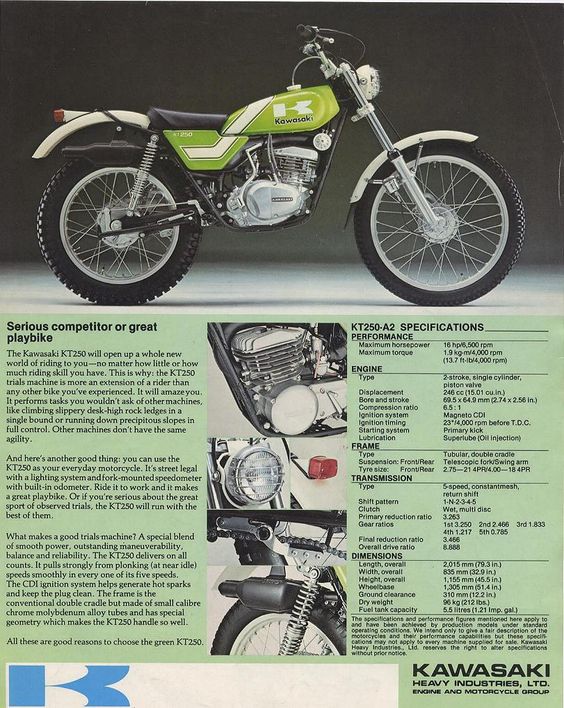 Kawasaki
KT250
Serious competitor or great
playbike
The Kawasaki KT250 will open up a whole new
world of riding to you—no matter how little or how
much riding skill you have. This is why: the KT250
trials machine is more an extension of a rider than
any other bike you've experienced. It will amaze you.
It performs tasks you wouldn't ask of other machines,
like climbing slippery desk-high rock ledges in a
single bound or running down precipitous slopes in
full control. Other machines don't have the same
agility.
And here's another good thing: you can use the
KT250 as your everyday motorcycle. It's street legal
with a lighting system and fork-mounted speedometer
with built-in odometer. Ride it to work and it makes
a great playbike. Or if you're serious about the great
sport of observed trials, the KT250 will run with the
best of them.
What makes a good trials machine? A special blend
of smooth power, outstanding maneuverability,
balance and reliability. The KT250 delivers on all
counts. It pulls strongly from plonking (at near idle)
speeds smoothly in every one of its five speeds.
The CDI ignition system helps generate hot sparks
and keep the plug clean. The frame is the
conventional double cradle but made of small calibre
chrome molybdenum alloy tubes and has special
geometry which makes the KT250 handle so well.
All these are good reasons to choose the green KT250.
KT250-A2 SPECIFICATIONS
PERFORMANCE
Maximum horsepower 16 hp/6,500 rpm
Maximum torque 1.9 kg-m/4,000 rpm
(13.7 ft-lb/4,000 rpm)
ENGINE
Type 2-stroke, single cylinder,
piston valve
Displacement 246 cc (15.01 cu.in.)
Bore and stroke 69.5 x 64.9 mm (2.74 x 2.56 in.)
Compression ratio 6.5 : 1
Ignition system Magneto CDI
Ignition timing 23°/4,000 rpm before T.D.C.
Starting system Primary kick
Lubrication Superlube (Oil injection)
FRAME
Type Tubular, double cradle
Suspension: Front/Rear Telescopic fork/Swing arm
Tyre size: Front/Rear 2.75—21 4PR/4.00—18 4PR
TRANSMISSION
Type 5-speed, constantmesh,
return shift
Shift pattern 1-N-2-3-4-5
Clutch Wet, multi disc
Primary reduction ratio 3.263
Gear ratios 1st 3.250 2nd 2.466 3rd 1.833
4th 1.217 5th 0.785
Final reduction ratio 3.466
Overall drive ratio 8.888
DIMENSIONS
Length, overall 2,015 mm (79.3 in.)
Width, overall 835 mm (32.9 in.)
Height, overall 1,155 mm (45.5 in.)
Wheelbase 1,305 mm (51.4 in.)
Ground clearance 310 mm (12.2 in.)
Dry weight 96 kg (212 lbs.)
Fuel tank capacity 5.5 litres (1.21 Imp. gal.)
The specifications and performance figures mentioned here apply to
and have been achieved by production models under standard
operating conditions. We intend only to give a fair description of the
motorcycles and their performance capabilities but these specifi-
cations may not apply to every machine supplied for sale. Kawasaki
Heavy Industries., Ltd. reserves the right to alter specifications
without prior notice.
KAWASAKI
HEAVY INDUSTRIES, LTD.
ENGINE AND MOTORCYCLE GROUP